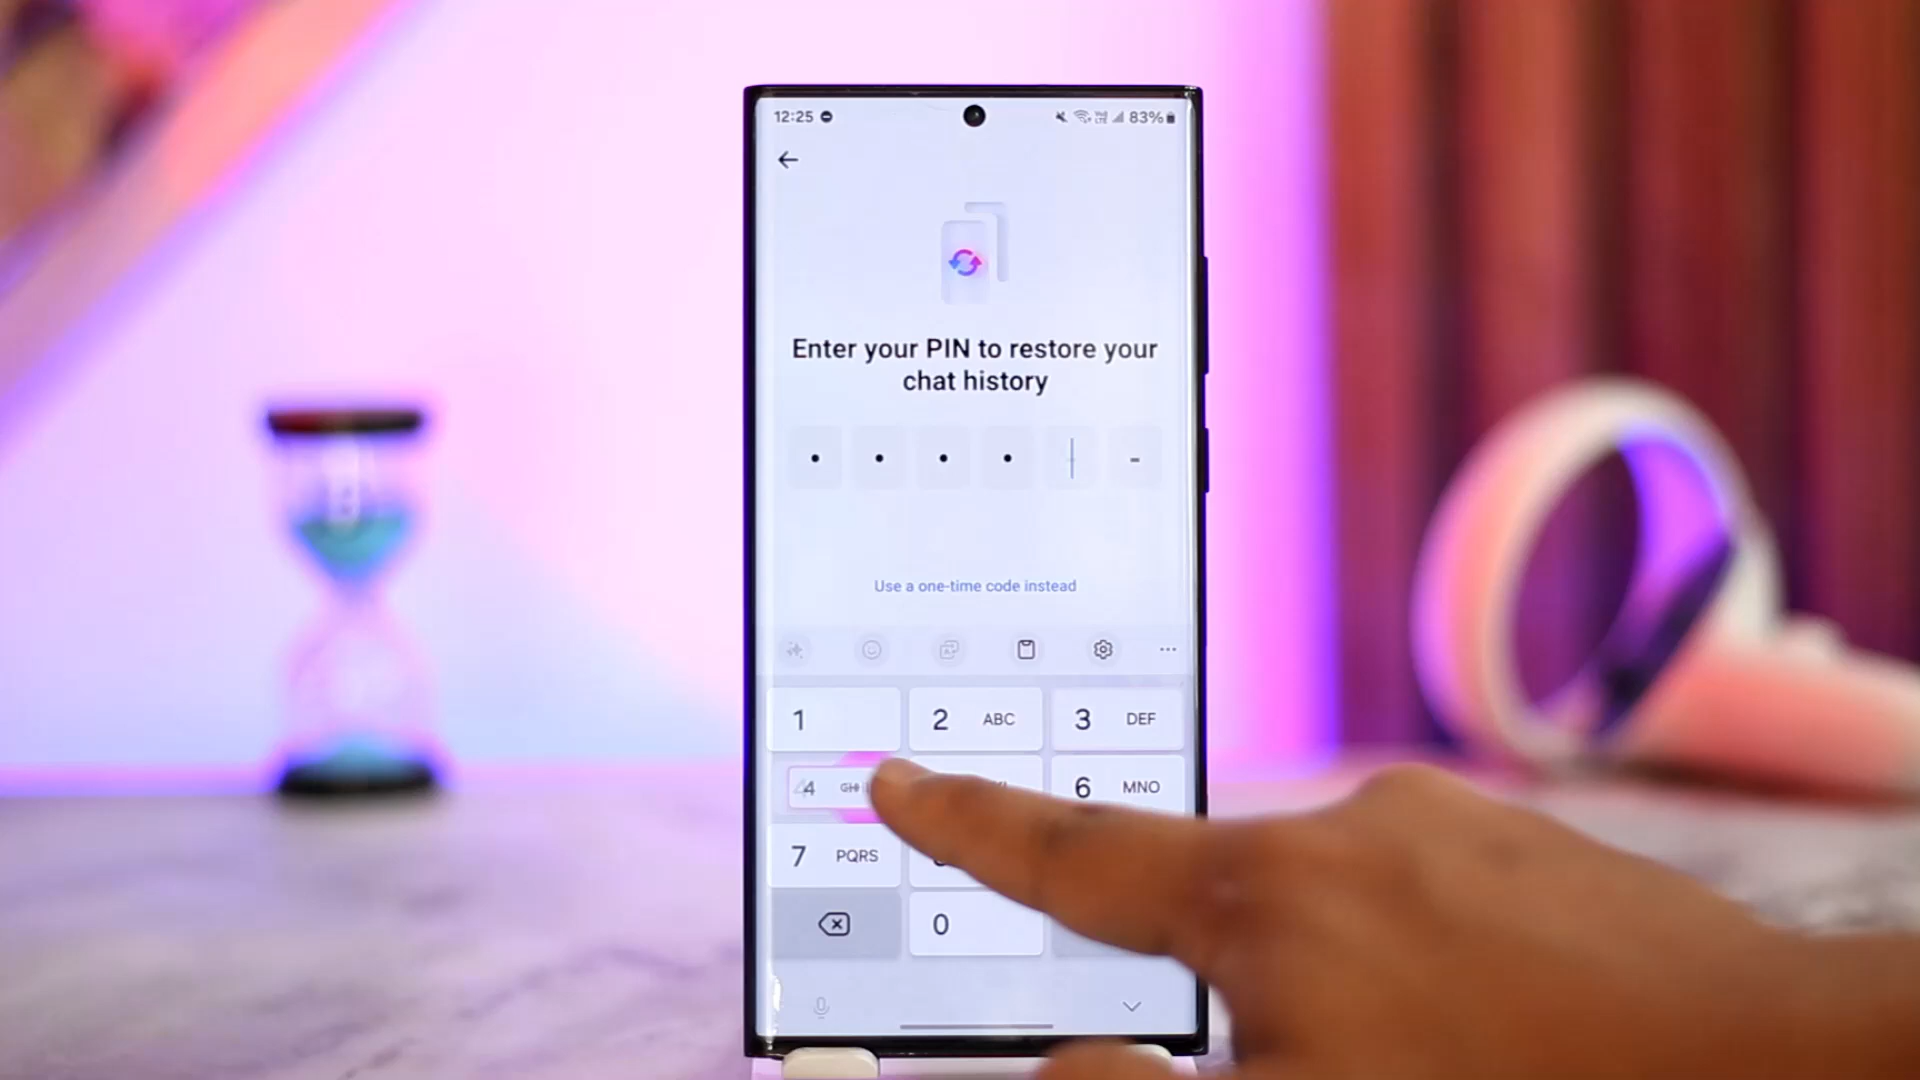 12:25 83%
Enter your PIN to restore your
chat history
Use a one-time code instead
1 2 ABC 3 DEF
4 GHI 6 MNO
7 PQRS
0